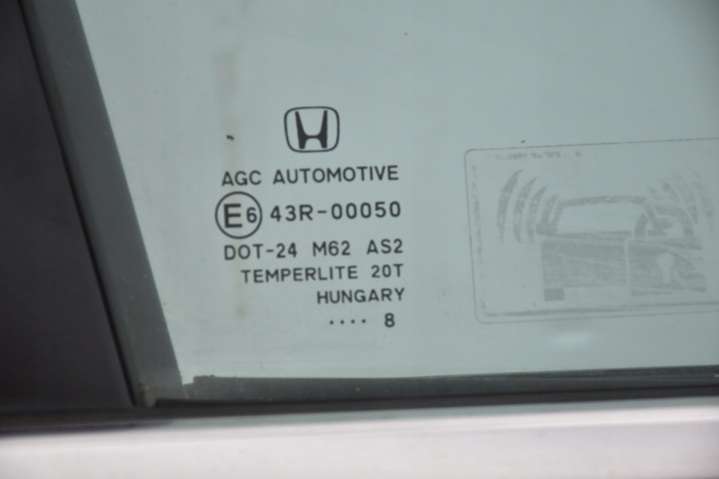 AGC AUTOMOTIVE
E6 43R-00050
DOT-24 M62 AS2
TEMPERLITE 20T
HUNGARY
.... 8